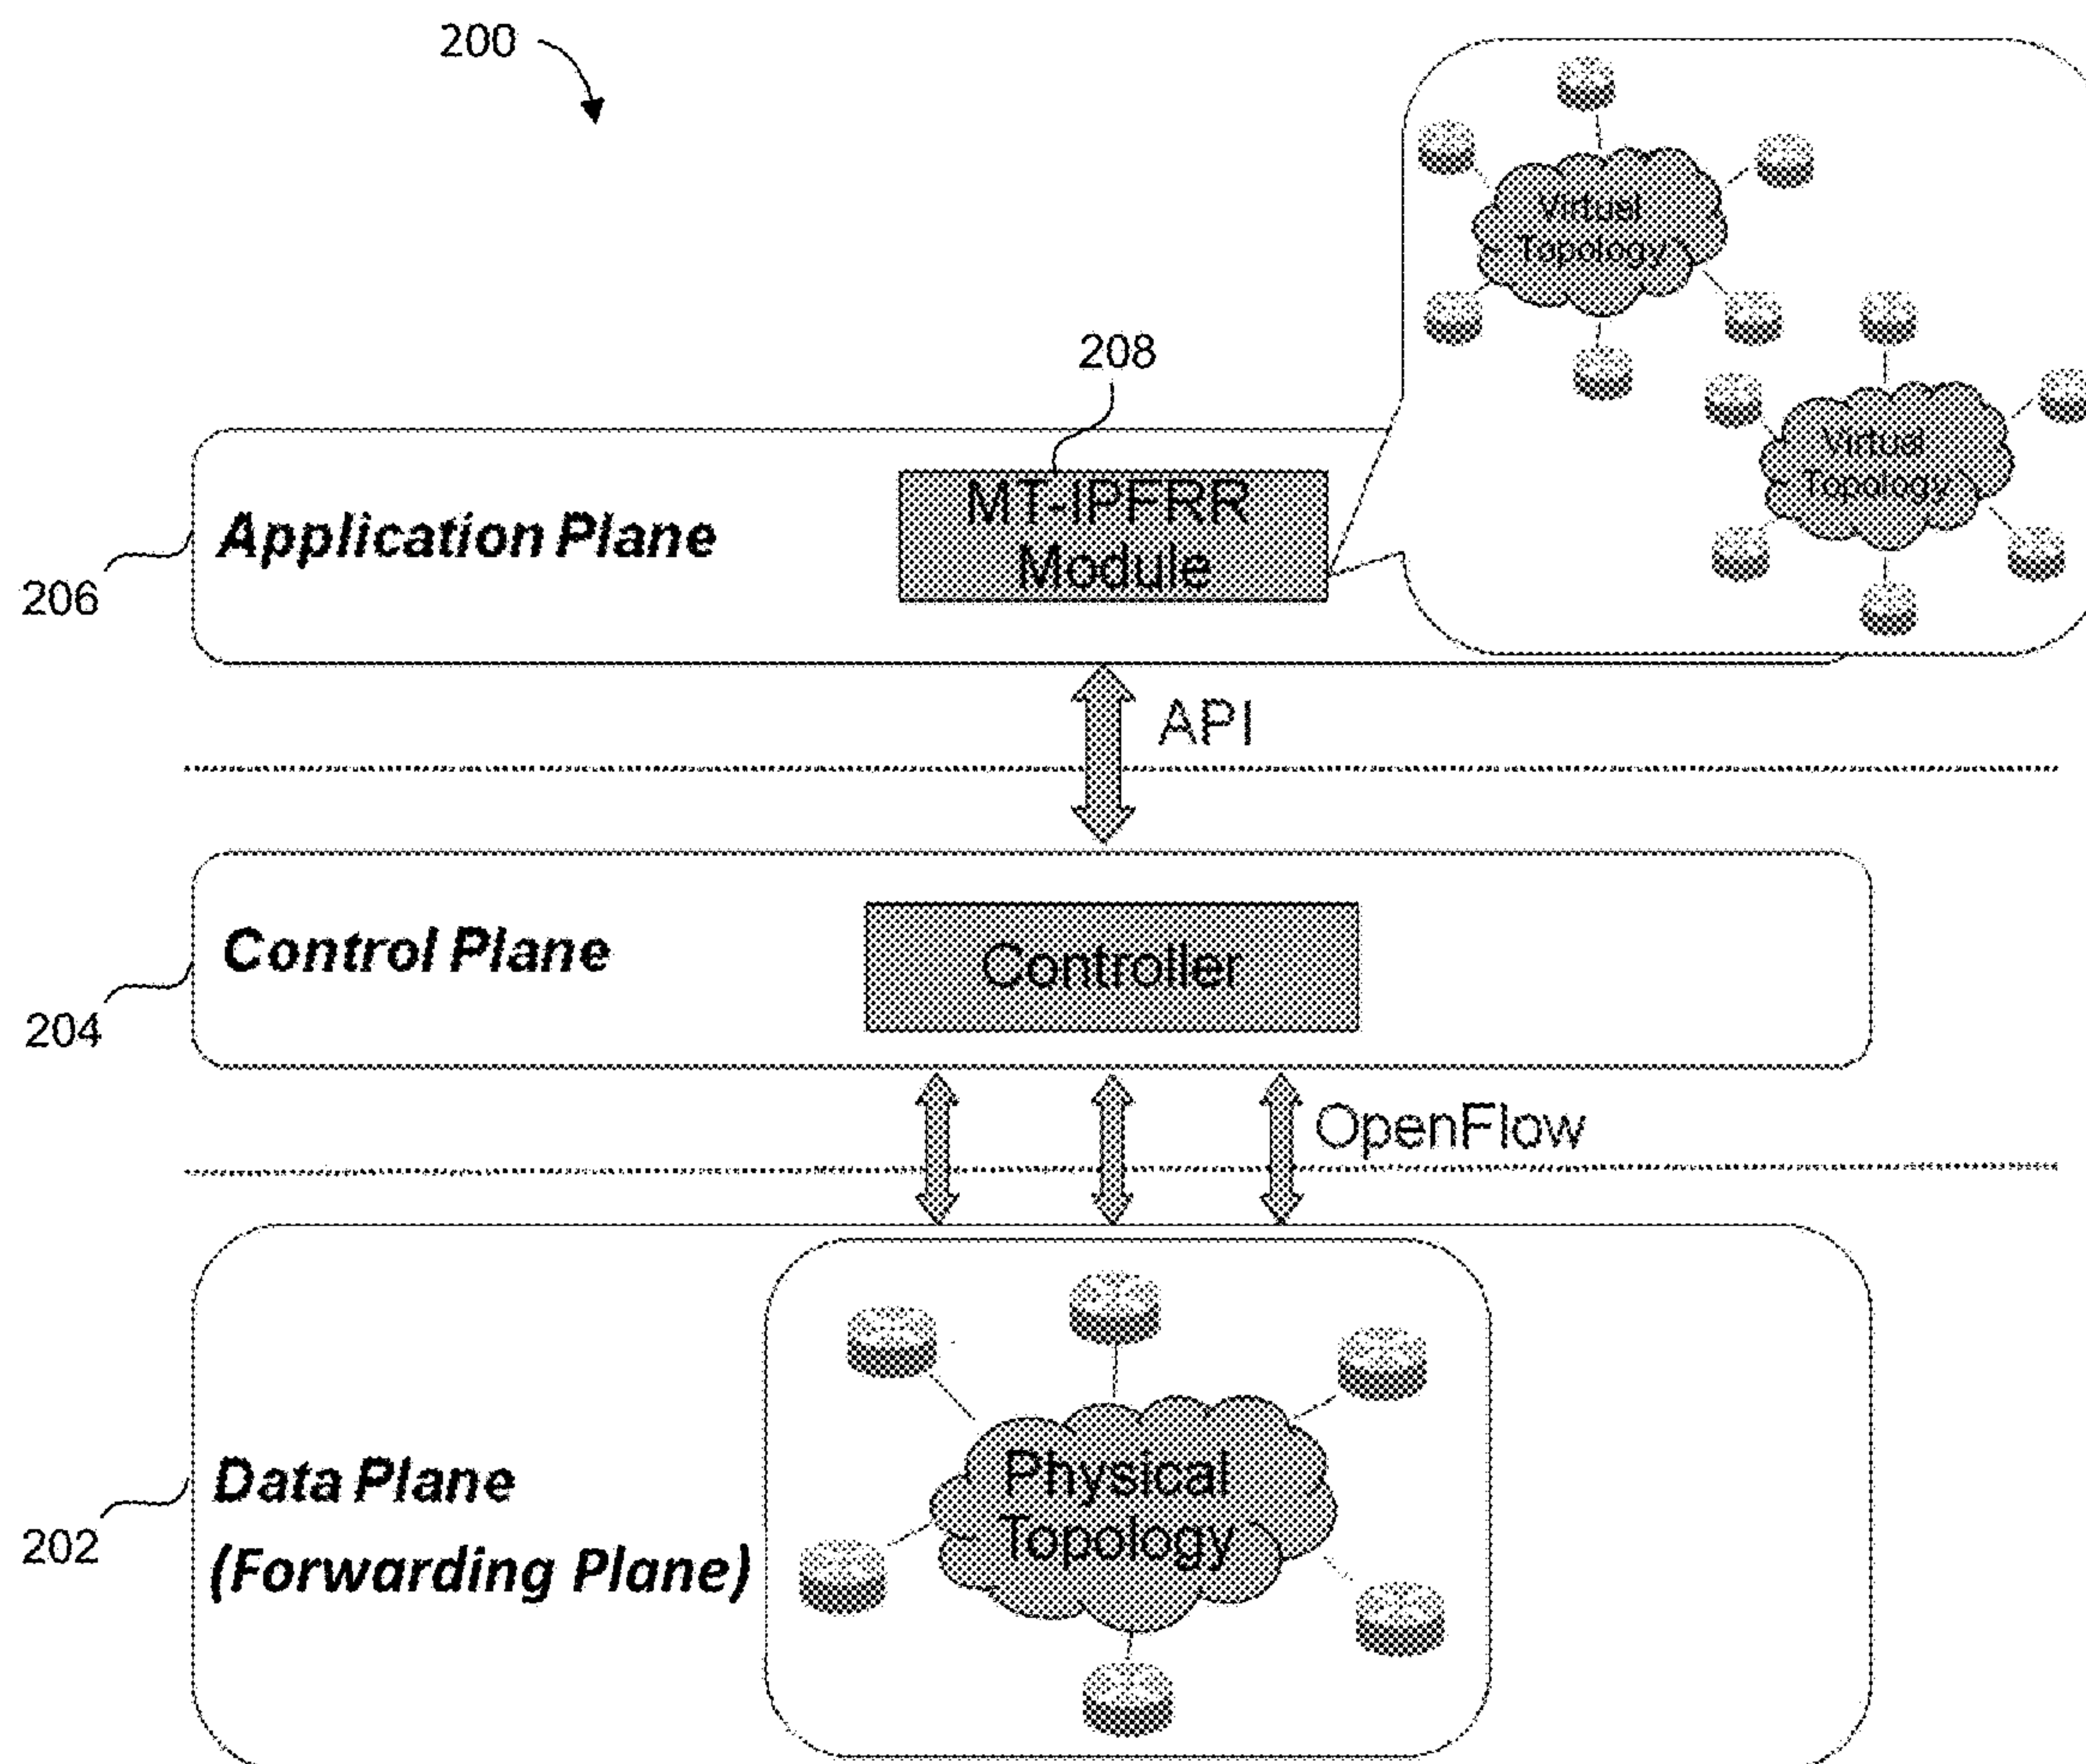 200
Virtual
Topology
208
Virtual
Topology
MT-IPFRR
Module
Application Plane
206
API
Control Plane
Controller
204
OpenFlow
Physical
Topology
Data Plane
(Forwarding Plane)
202